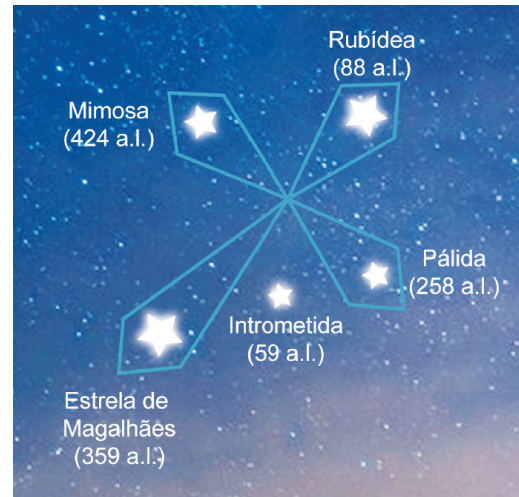 Rubídea
(88 a.l.)
Mimosa
(424 a.l.)
Pálida
(258 a.l.)
Intrometida
(59 a.l.)
Estrela de
Magalhães
(359 a.l.)